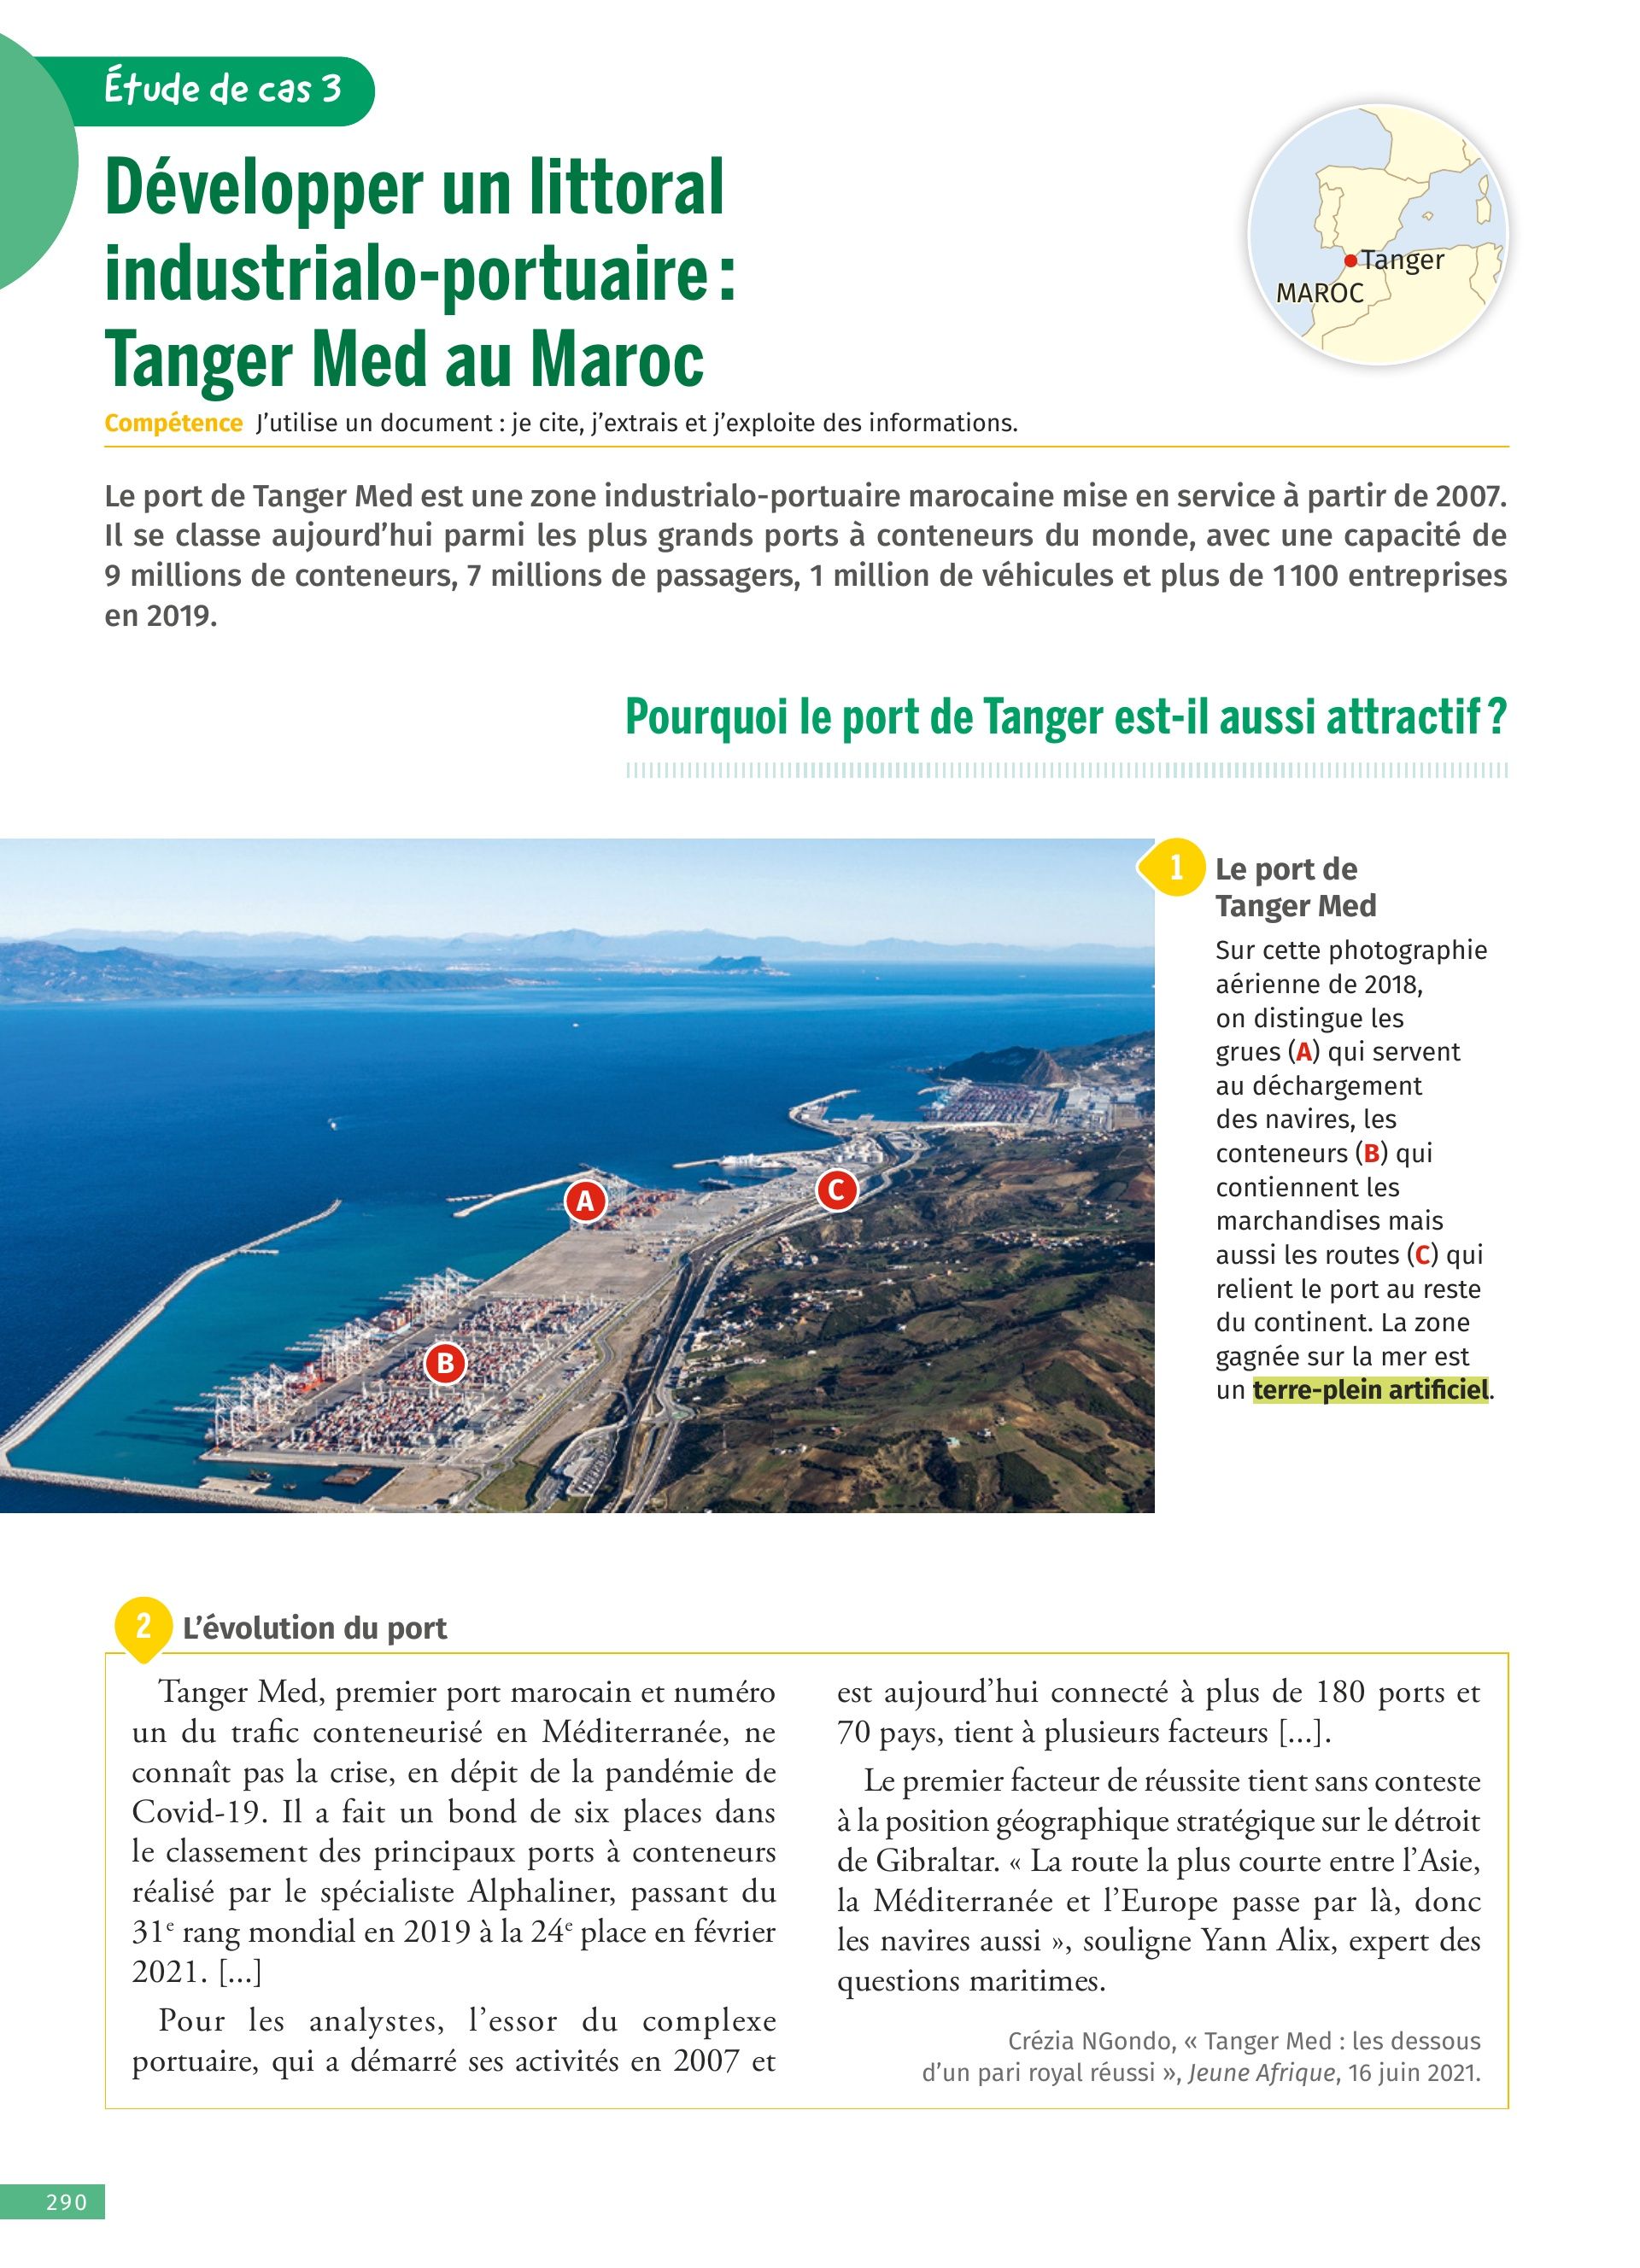 Étude de cas 3
Développer un littoral
industrialo-portuaire :
Tanger Med au Maroc
Tanger
MAROC
Compétence J'utilise un document : je cite, j'extrais et j'exploite des informations.
Le port de Tanger Med est une zone industrialo-portuaire marocaine mise en service à partir de 2007.
Il se classe aujourd'hui parmi les plus grands ports à conteneurs du monde, avec une capacité de
9 millions de conteneurs, 7 millions de passagers, 1 million de véhicules et plus de 1 100 entreprises
en 2019.
Pourquoi le port de Tanger est-il aussi attractif ?
1
Le port de
Tanger Med
Sur cette photographie
aérienne de 2018,
on distingue les
grues (A) qui servent
au déchargement
des navires, les
conteneurs (B) qui
contiennent les
marchandises mais
aussi les routes (C) qui
relient le port au reste
du continent. La zone
gagnée sur la mer est
un terre-plein artificiel.
A
C
B
2 L'évolution du port
Tanger Med, premier port marocain et numéro
un du trafic conteneurisé en Méditerranée, ne
connaît pas la crise, en dépit de la pandémie de
Covid-19. Il a fait un bond de six places dans
le classement des principaux ports à conteneurs
réalisé par le spécialiste Alphaliner, passant du
31e rang mondial en 2019 à la 24e place en février
2021. [...]
Pour les analystes, l'essor du complexe
portuaire, qui a démarré ses activités en 2007 et
est aujourd'hui connecté à plus de 180 ports et
70 pays, tient à plusieurs facteurs [...].
Le premier facteur de réussite tient sans conteste
à la position géographique stratégique sur le détroit
de Gibraltar. « La route la plus courte entre l'Asie,
la Méditerranée et l'Europe passe par là, donc
les navires aussi », souligne Yann Alix, expert des
questions maritimes.
Crézia NGondo, « Tanger Med : les dessous
d'un pari royal réussi », Jeune Afrique, 16 juin 2021.
290